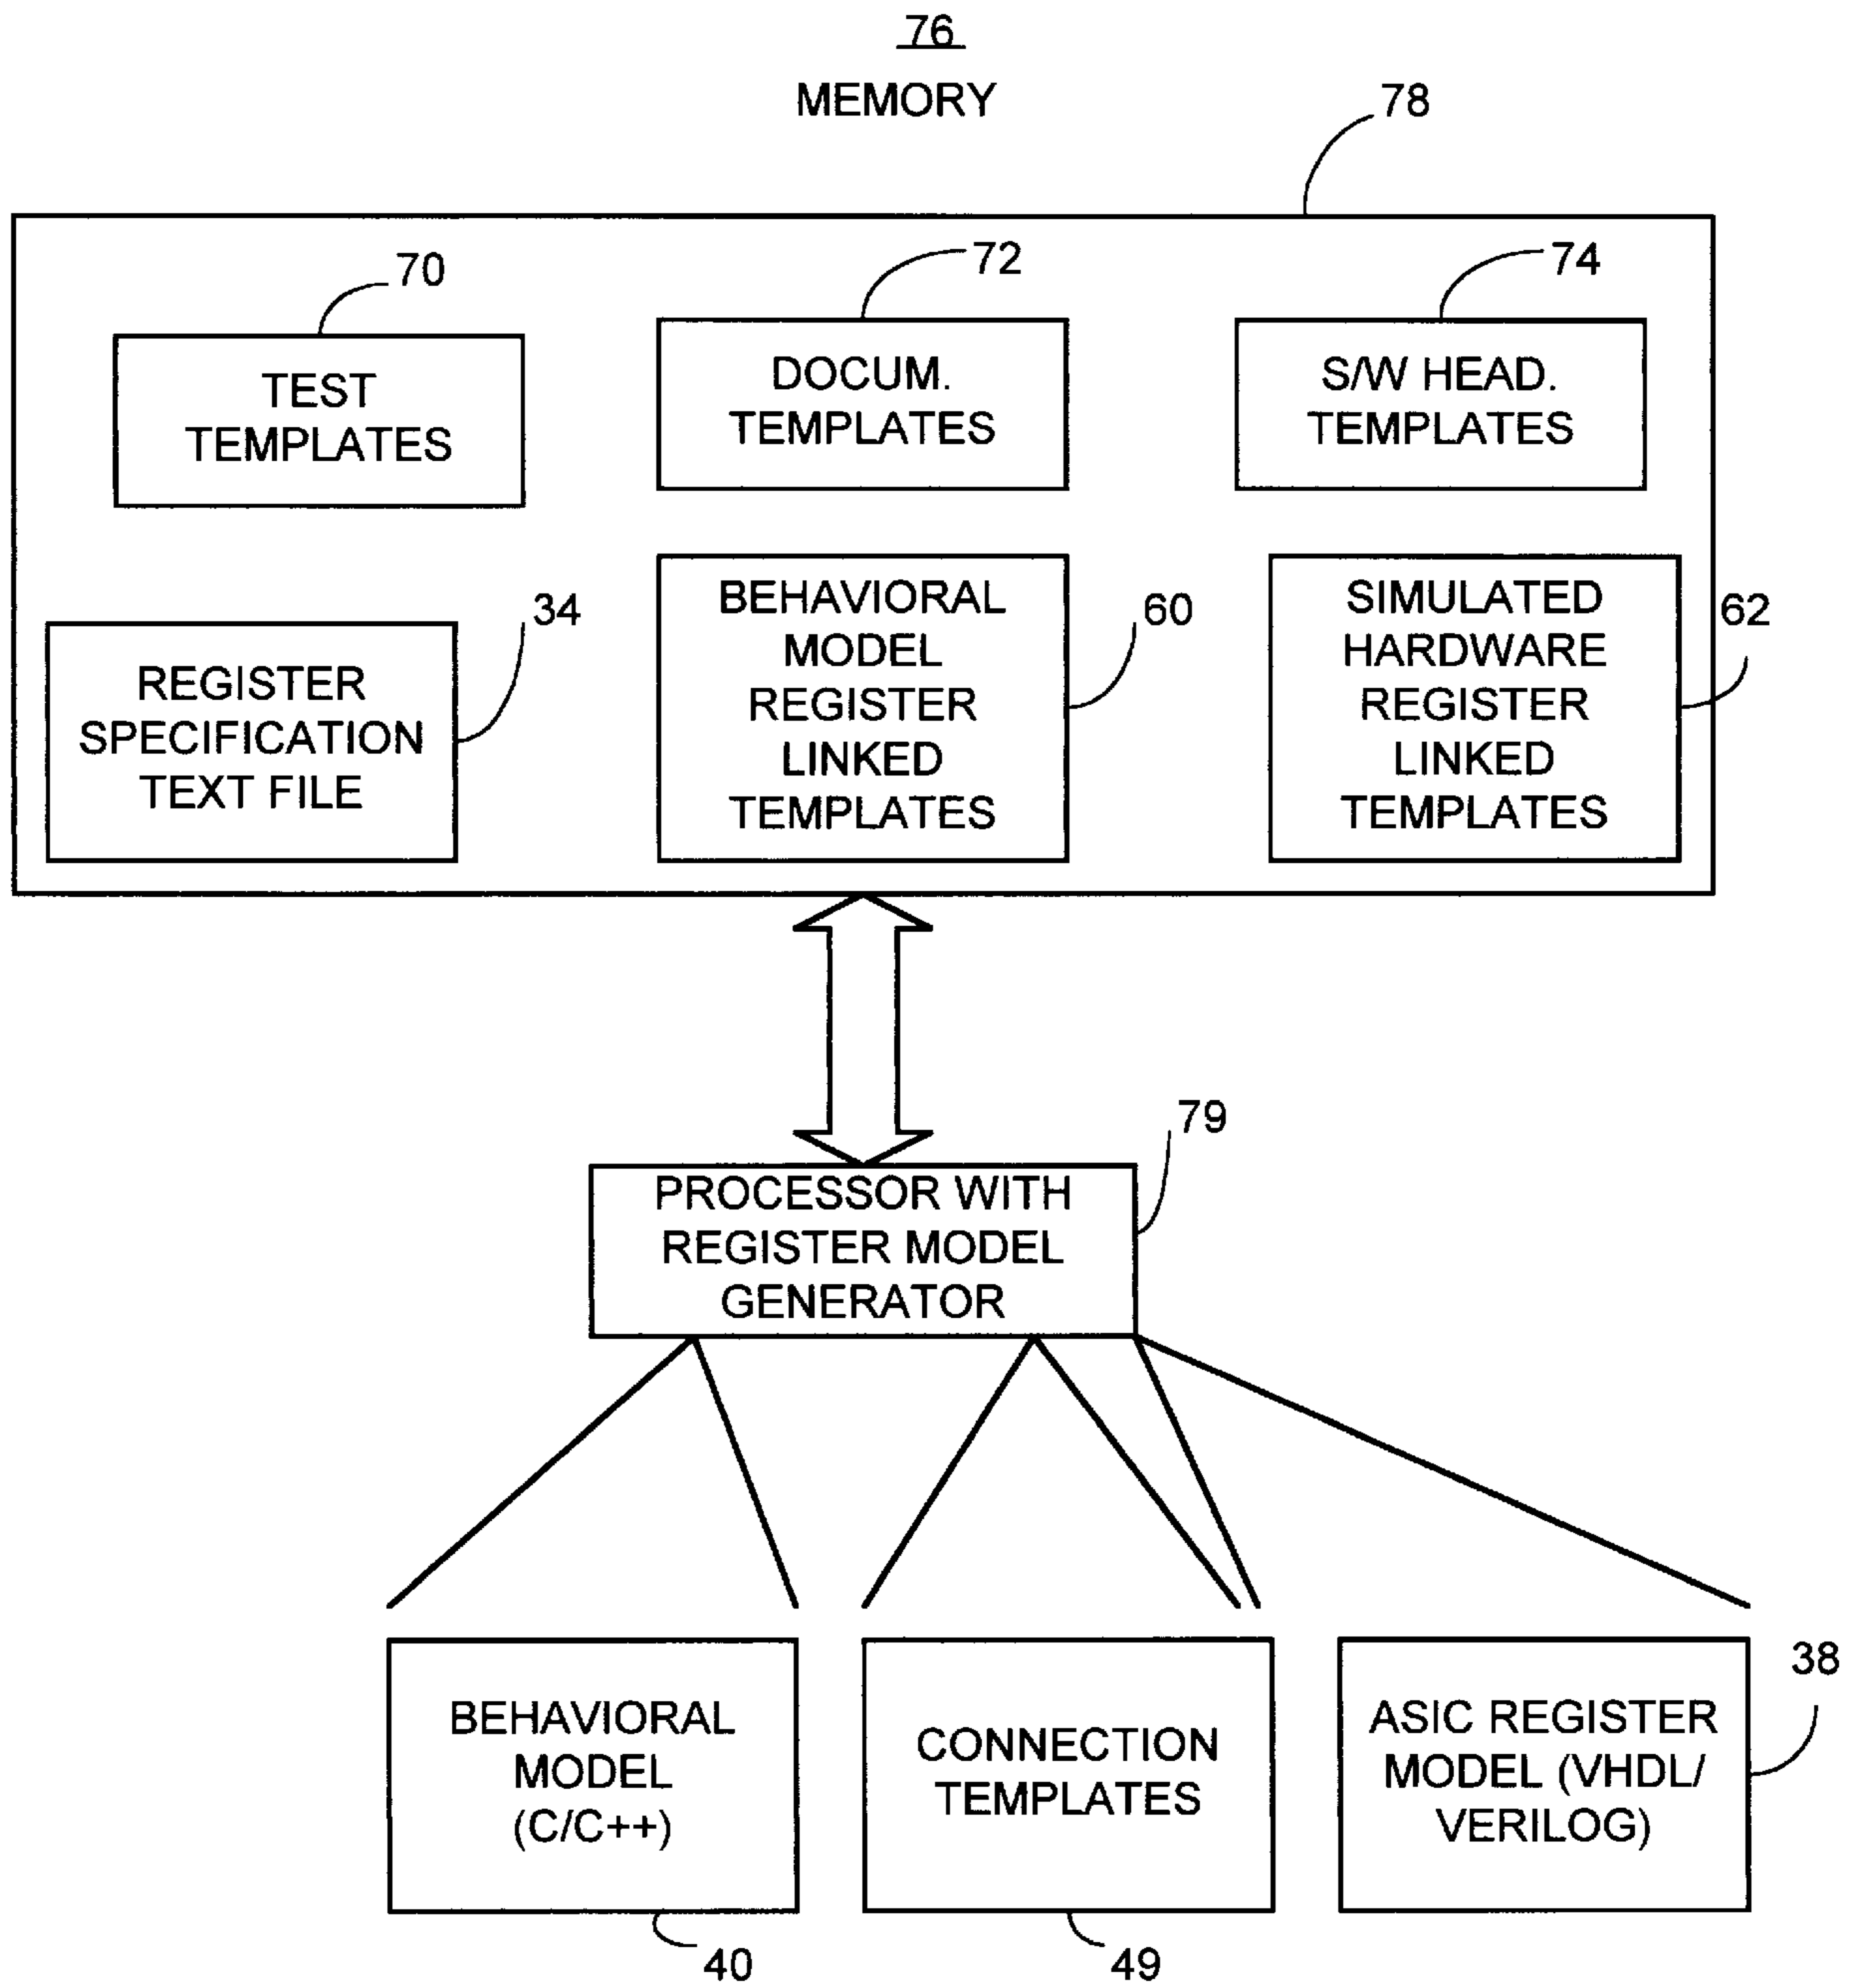 76
MEMORY
78
70
72
74
TEST
TEMPLATES
DOCUM.
TEMPLATES
S/W HEAD.
TEMPLATES
34
REGISTER
SPECIFICATION
TEXT FILE
BEHAVIORAL
MODEL
REGISTER
LINKED
TEMPLATES
60
SIMULATED
HARDWARE
REGISTER
LINKED
TEMPLATES
62
79
PROCESSOR WITH
REGISTER MODEL
GENERATOR
BEHAVIORAL
MODEL
(C/C++)
CONNECTION
TEMPLATES
38
ASIC REGISTER
MODEL (VHDL/
VERILOG)
40
49